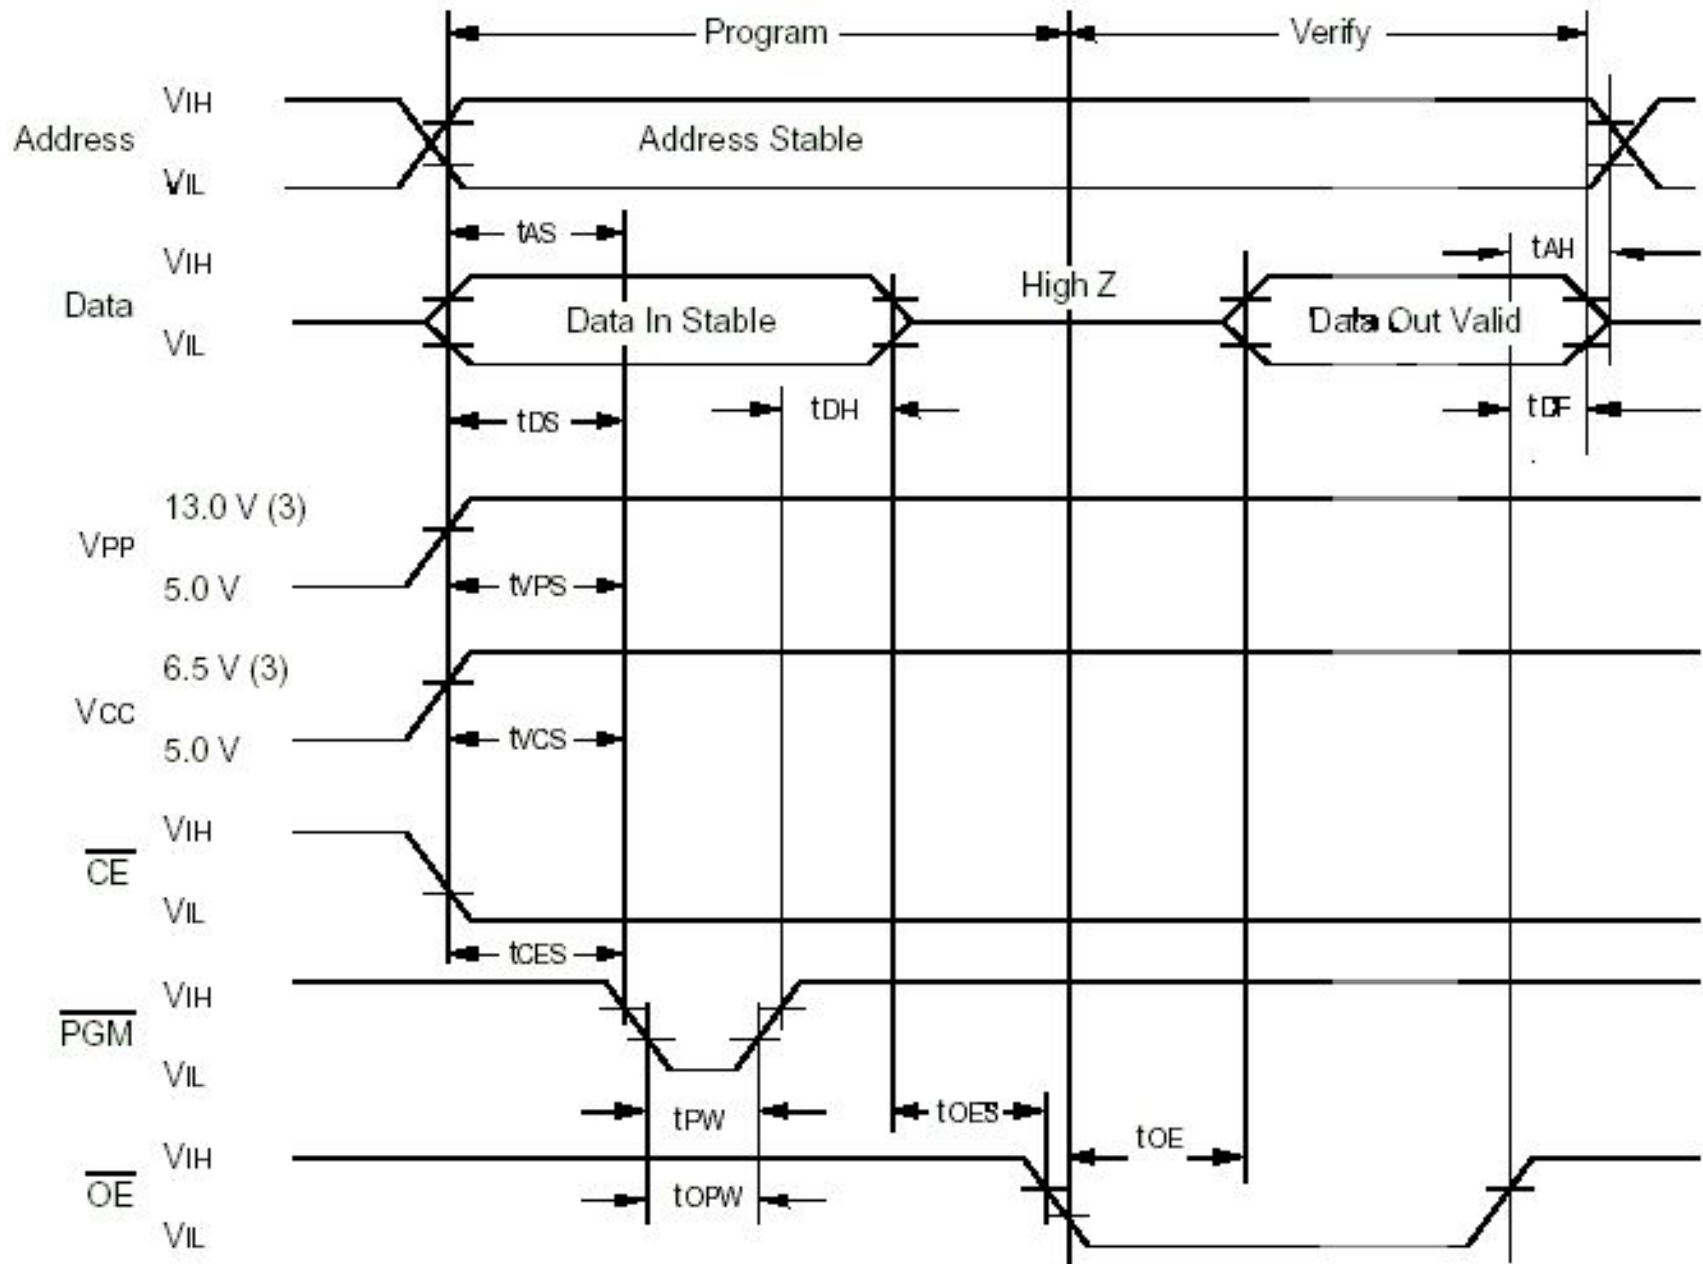 Program
Verify
Address
VIH
VIL
Address Stable
tAS
tAH
Data
VIH
VIL
Data In Stable
High Z
Data Out Valid
tDS
tDH
tDF
VPP
13.0 V (3)
5.0 V
tVPS
VCC
6.5 V (3)
5.0 V
tVCS
CE
VIH
VIL
tCES
PGM
VIH
VIL
tPW
tOES
tOE
OE
VIH
VIL
tOPW